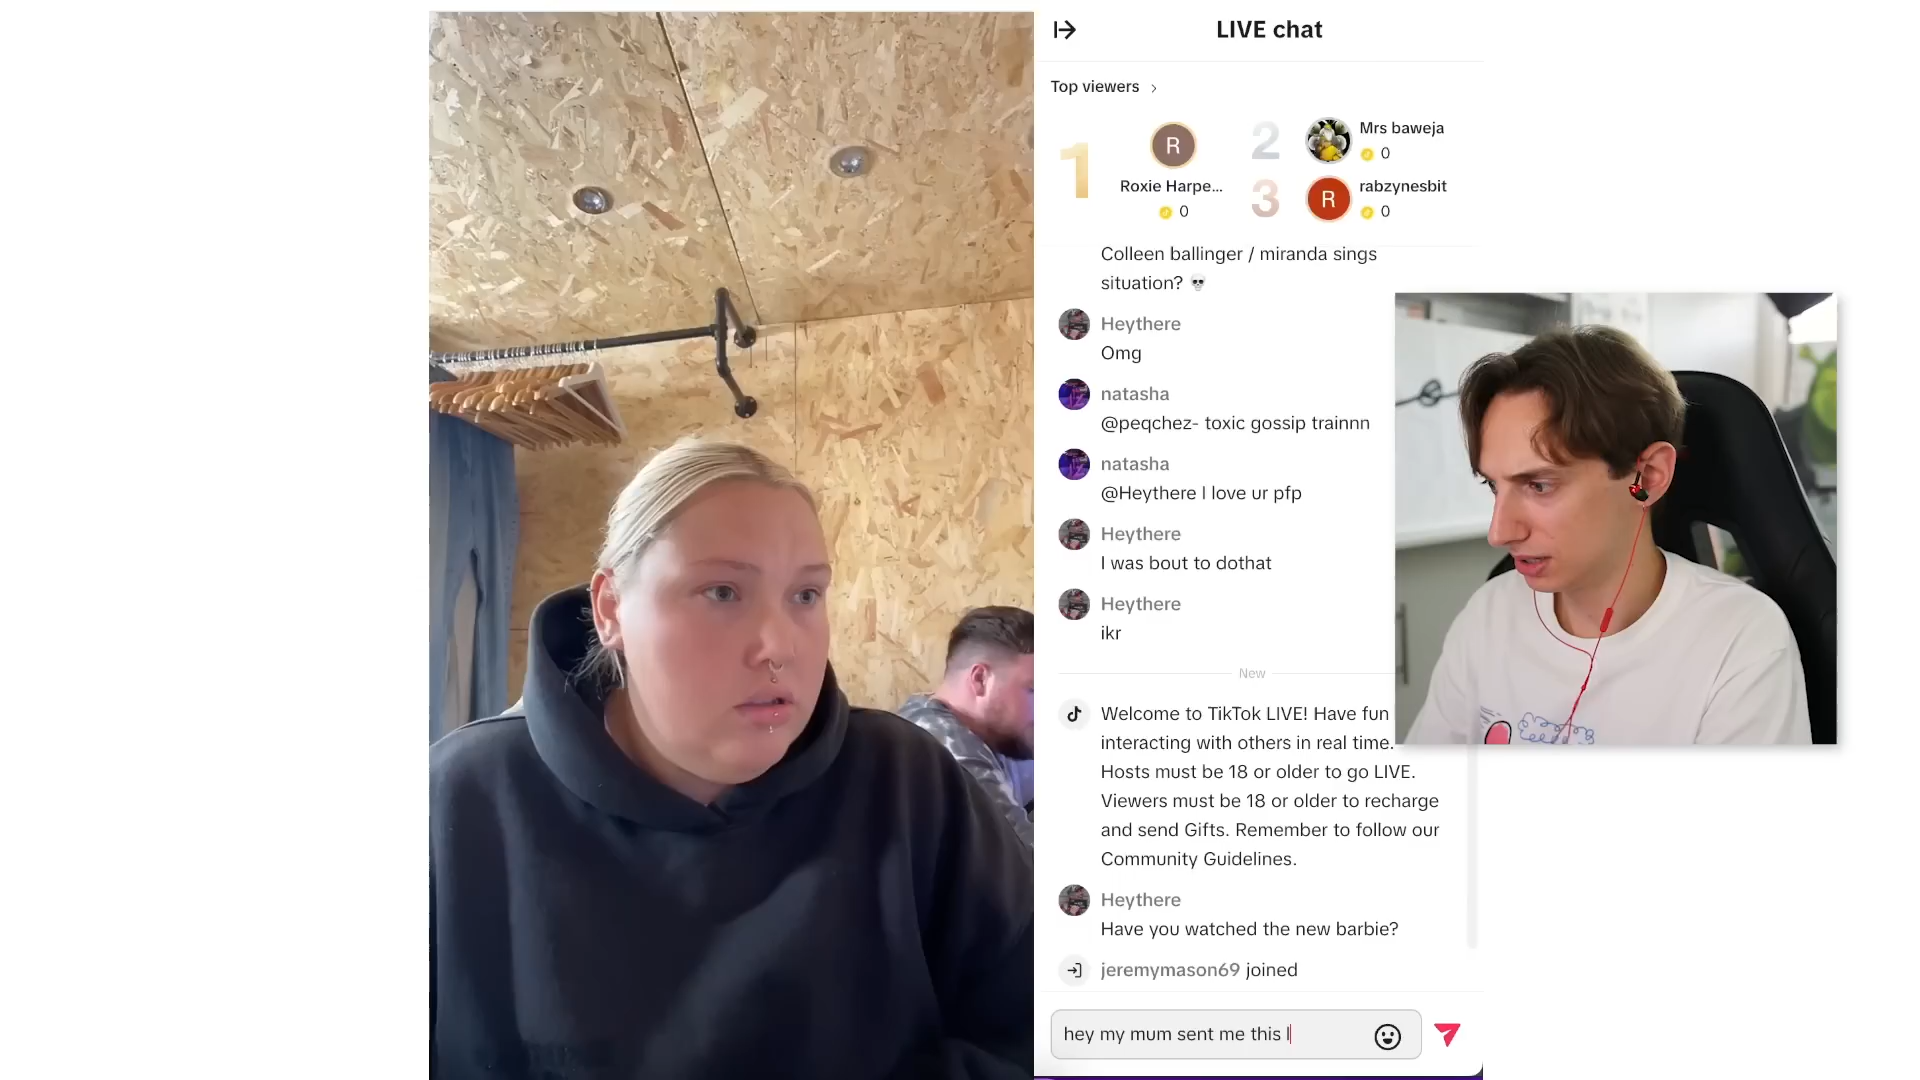 LIVE chat
Top viewers >
1
R
Roxie Harpe...
0
2
Mrs baweja
0
3
R
rabzynesbit
0
Colleen ballinger / miranda sings
situation? 💀
Heythere
Omg
natasha
@peqchez- toxic gossip trainnn
natasha
@Heythere I love ur pfp
Heythere
I was bout to dothat
Heythere
ikr
New
Welcome to TikTok LIVE! Have fun
interacting with others in real time.
Hosts must be 18 or older to go LIVE.
Viewers must be 18 or older to recharge
and send Gifts. Remember to follow our
Community Guidelines.
Heythere
Have you watched the new barbie?
jeremymason69 joined
hey my mum sent me this l